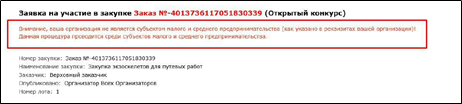 Заявка на участие в закупке Заказ №-4013736117051830339 (Открытый конкурс)
Внимание, ваша организация не является субъектом малого и среднего предпринимательства (как указано в реквизитах вашей организации)!
Данная процедура проводится среди субъектов Малого и среднего предпринимательства.
Номер закупки: Заказ №-4013736117051830339
Наименование закупки: Закупка экзоскелетов для путевых работ
Заказчик: Верховный заказчик
Опубликовано: Организатор Всех Организаторов
Номер лота: 1